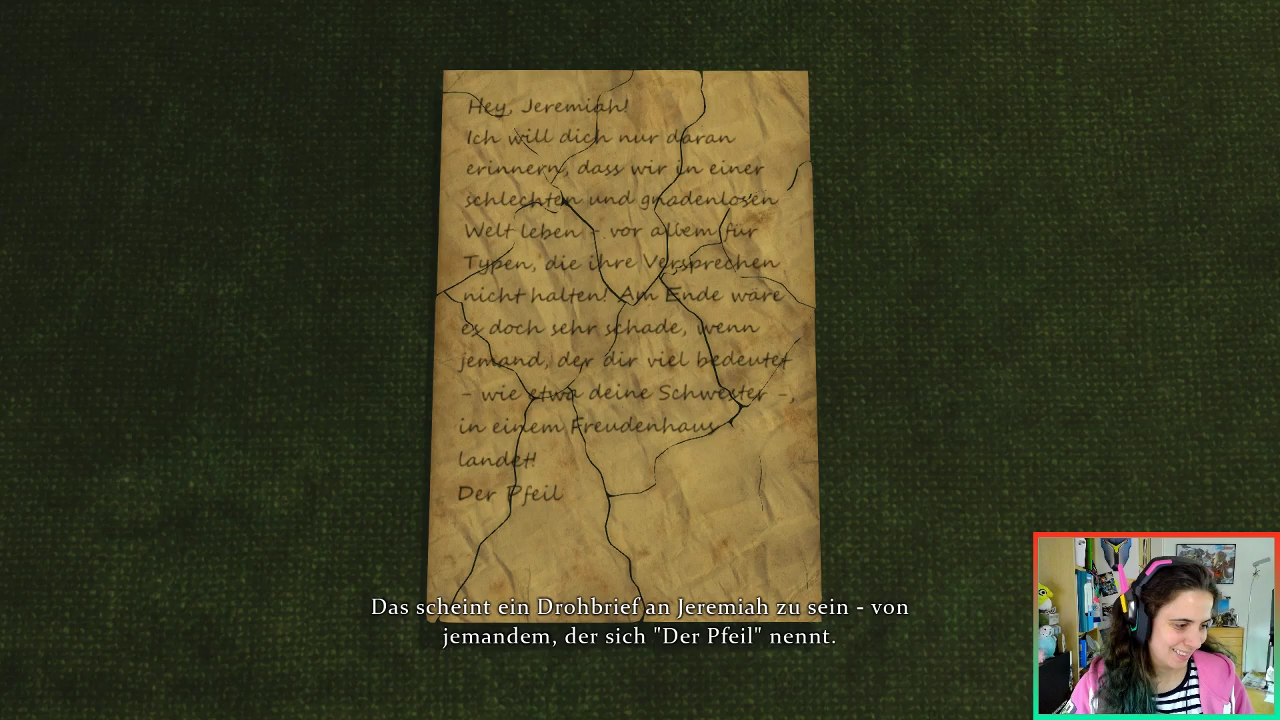 Hey, Jeremiah!
Ich will dich nur daran
erinnern, dass wir in einer
schlechten und gnadenlosen
Welt leben - vor allem für
Typen, die ihre Versprechen
nicht halten! Am Ende wäre
es doch sehr schade, wenn
jemand, der dir viel bedeutet
- wie etwa deine Schwester -,
in einem Freudenhaus
landet!
Der Pfeil
Das scheint ein Drohbrief an Jeremiah zu sein - von
jemandem, der sich "Der Pfeil" nennt.